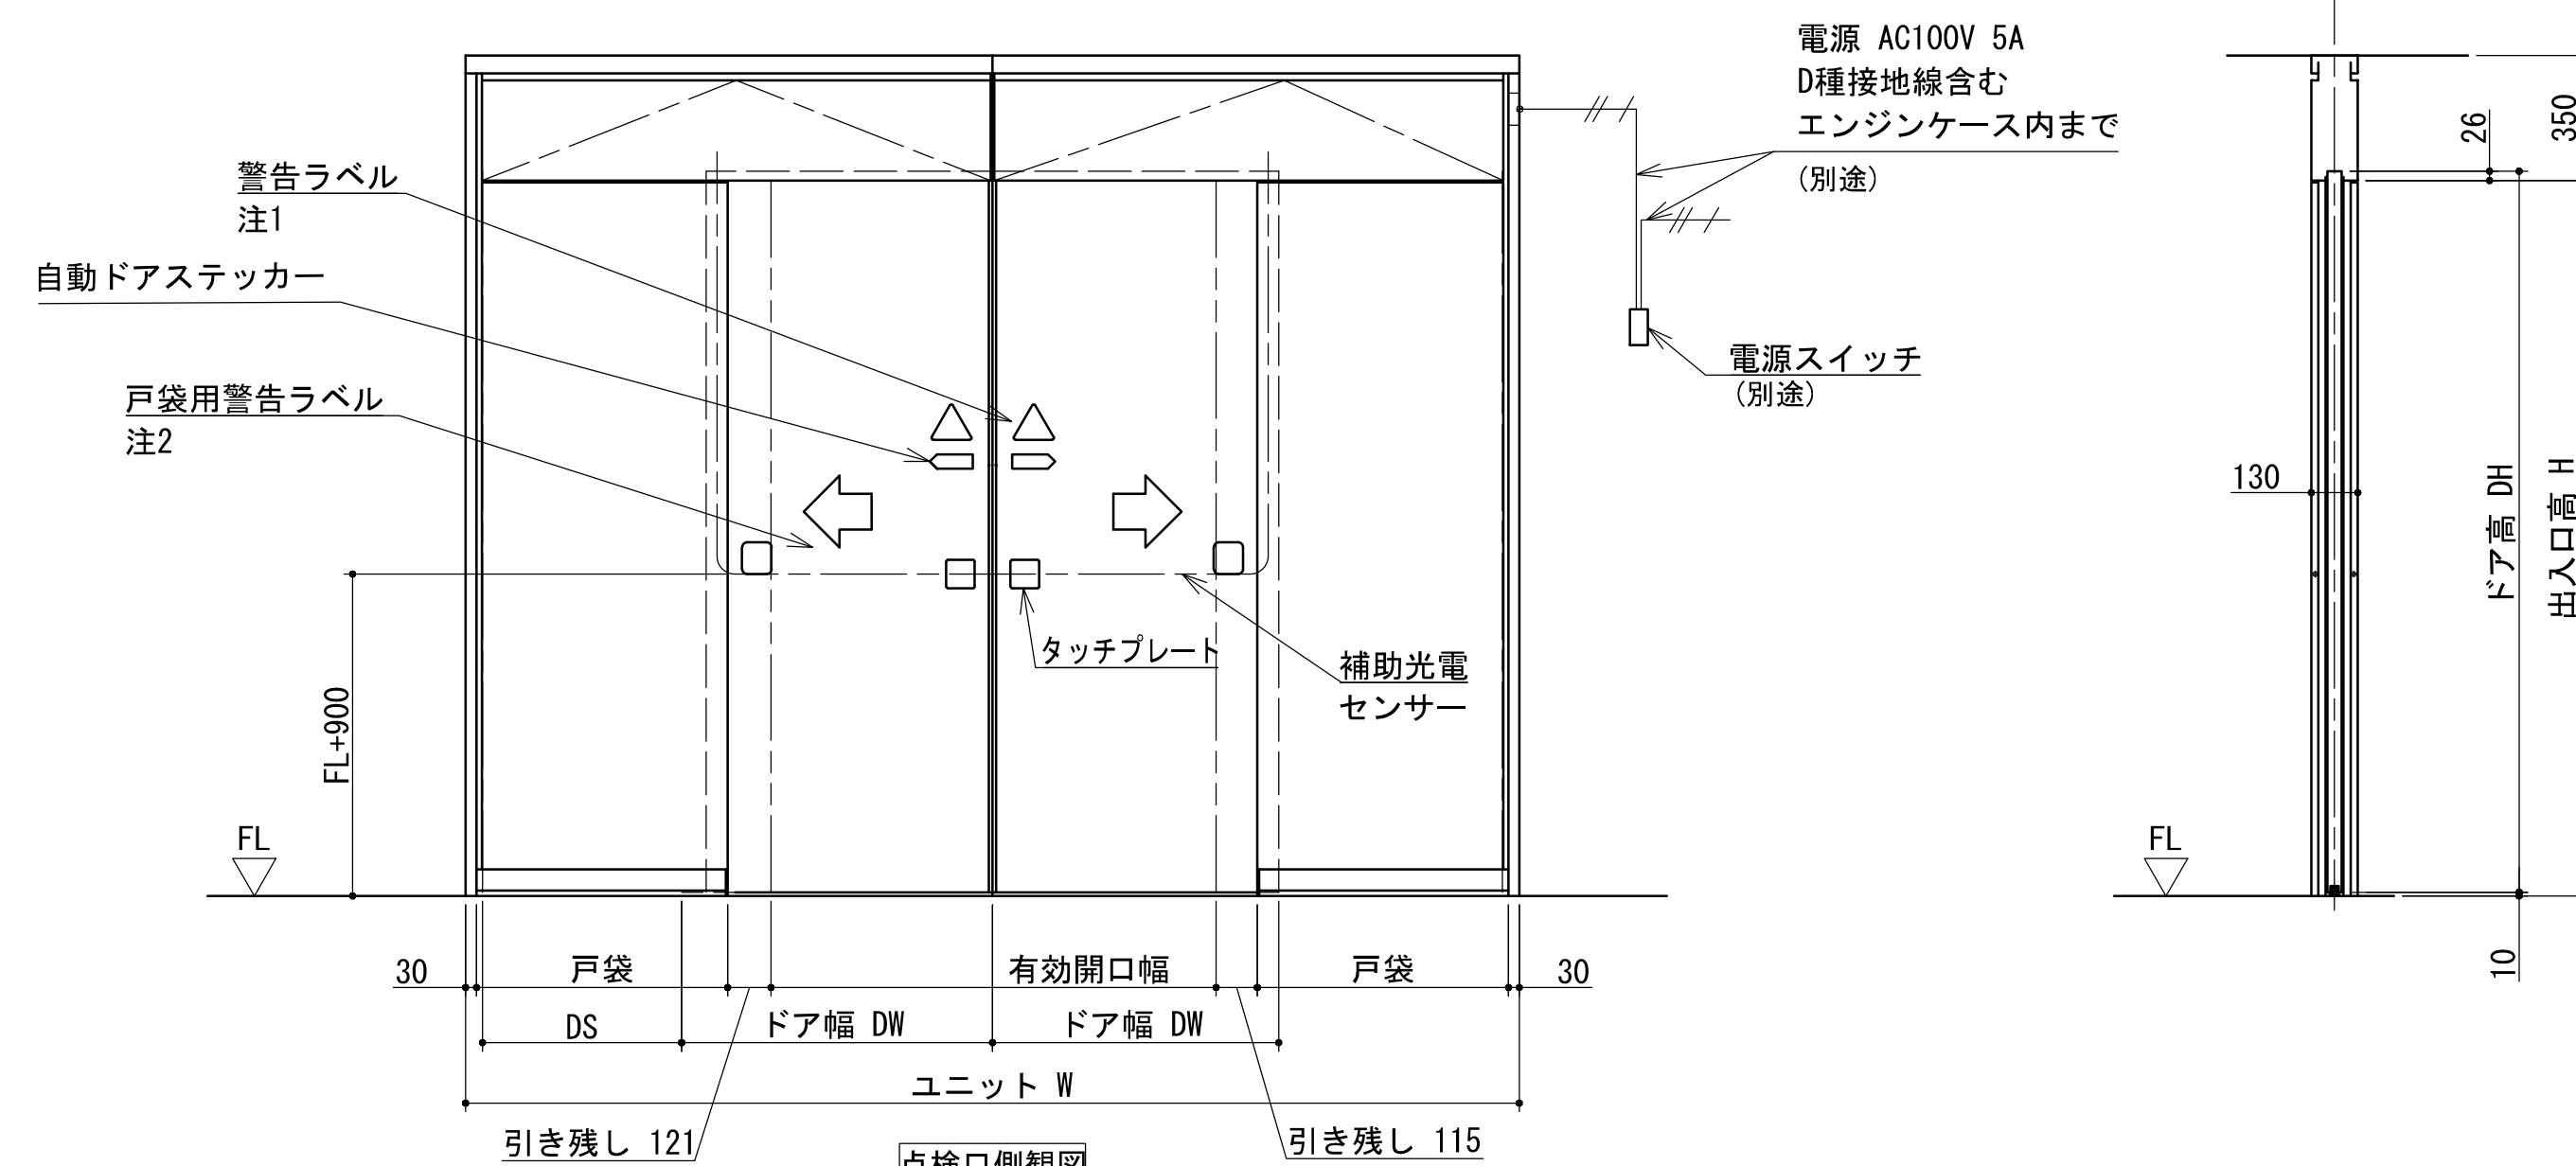 電源 AC100V 5A
D種接地線含む
エンジンケース内まで
(別途)
警告ラベル
注1
自動ドアステッカー
戸袋用警告ラベル
注2
電源スイッチ
(別途)
タッチプレート
補助光電
センサー
FL+900
FL
30
戸袋
有効開口幅
戸袋
30
DS
ドア幅 DW
ドア幅 DW
ユニット W
引き残し 121
引き残し 115
点検口側観図
26
350
130
ドア高 DH
出入口高 H
FL
10